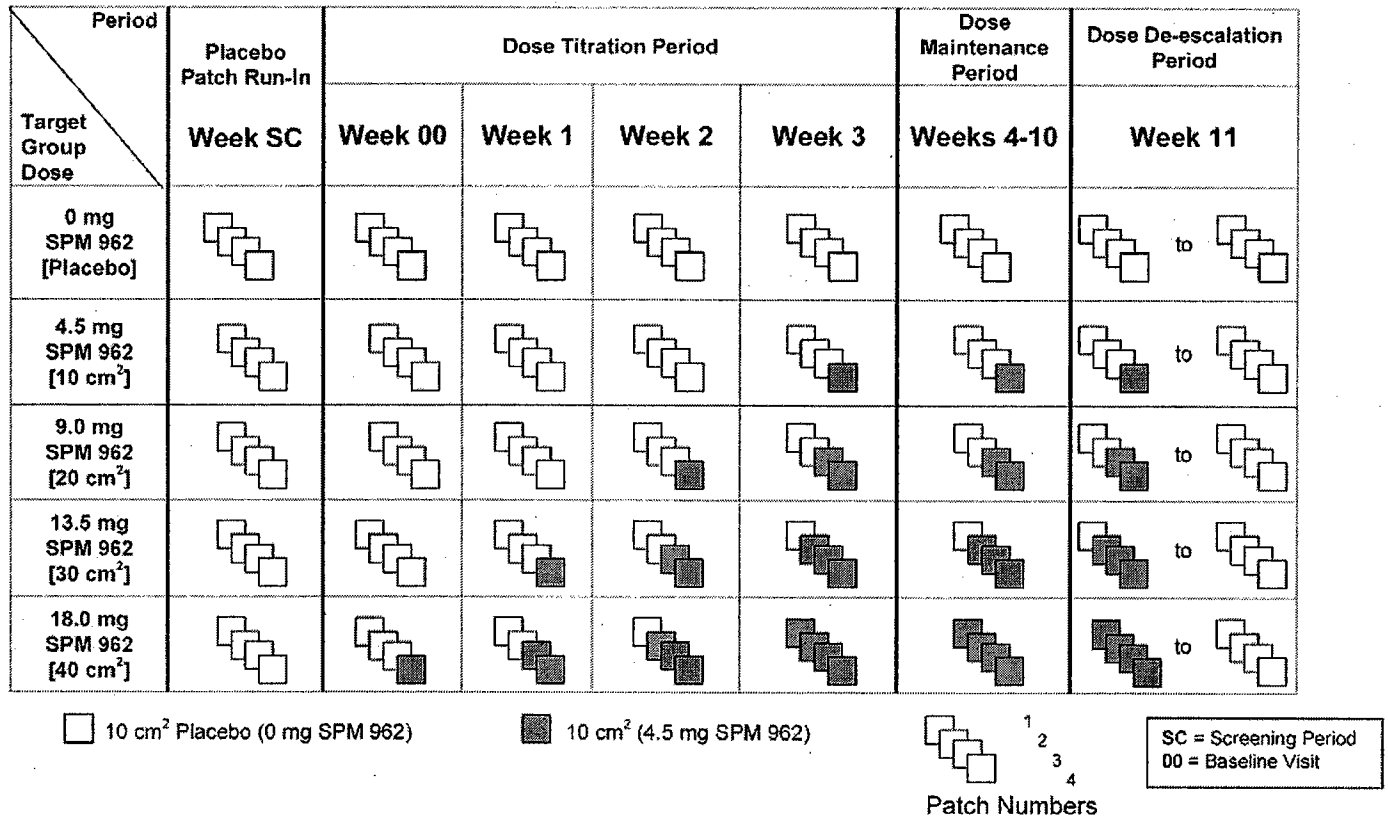 Period
Target
Group
Dose
Placebo
Patch Run-In
Week SC
Dose Titration Period
Week 00
Week 1
Week 2
Week 3
Dose
Maintenance
Period
Weeks 4-10
Dose De-escalation
Period
Week 11
0 mg
SPM 962
[Placebo]
to
4.5 mg
SPM 962
[10 cm²]
to
9.0 mg
SPM 962
[20 cm²]
to
13.5 mg
SPM 962
[30 cm²]
to
18.0 mg
SPM 962
[40 cm²]
to
10 cm² Placebo (0 mg SPM 962)
10 cm² (4.5 mg SPM 962)
1
2
3
4
Patch Numbers
SC = Screening Period
00 = Baseline Visit